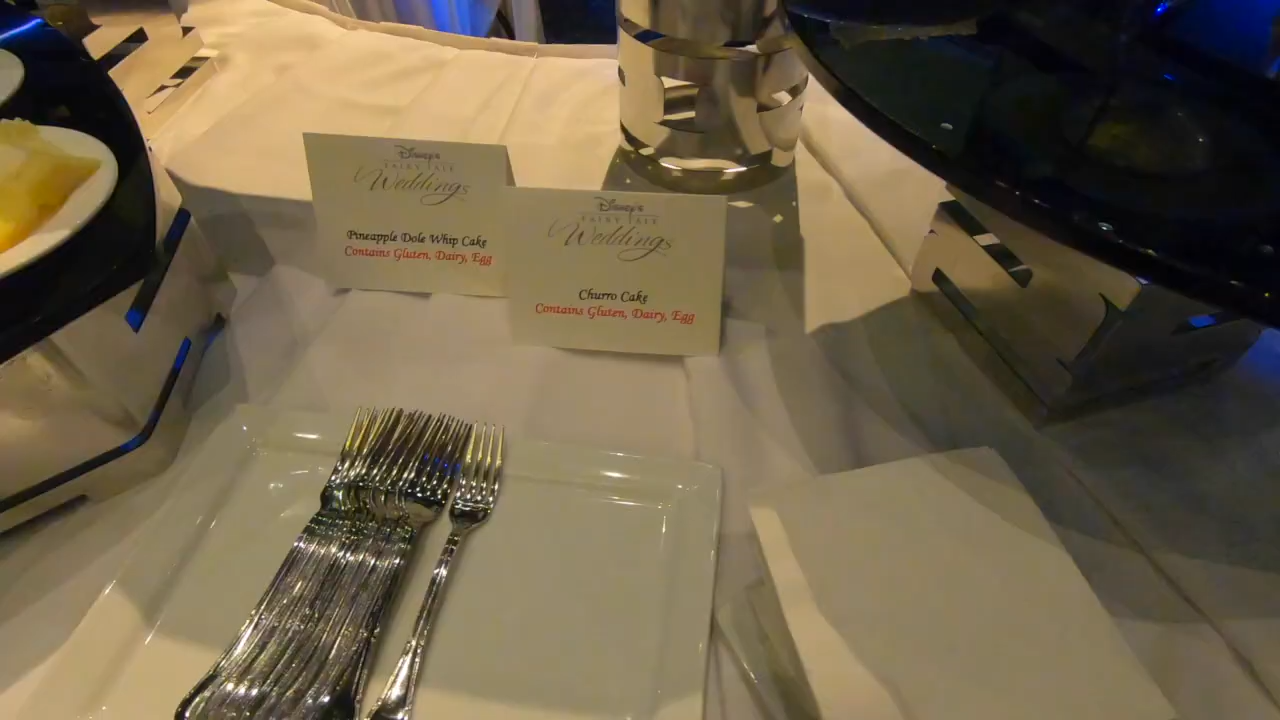 Disney's
FAIRY TALE
Weddings
Pineapple Dole Whip Cake
Contains Gluten, Dairy, Egg
Disney's
FAIRY TALE
Weddings
Churro Cake
Contains Gluten, Dairy, Egg